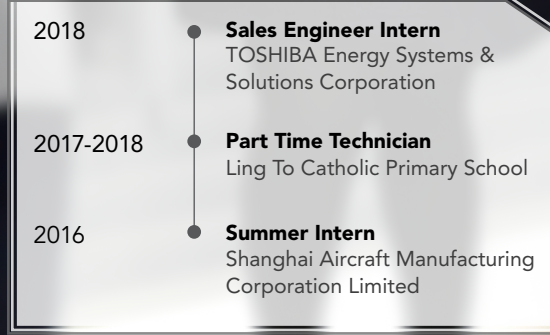 2018
Sales Engineer Intern
TOSHIBA Energy Systems &
Solutions Corporation
2017-2018
Part Time Technician
Ling To Catholic Primary School
2016
Summer Intern
Shanghai Aircraft Manufacturing
Corporation Limited